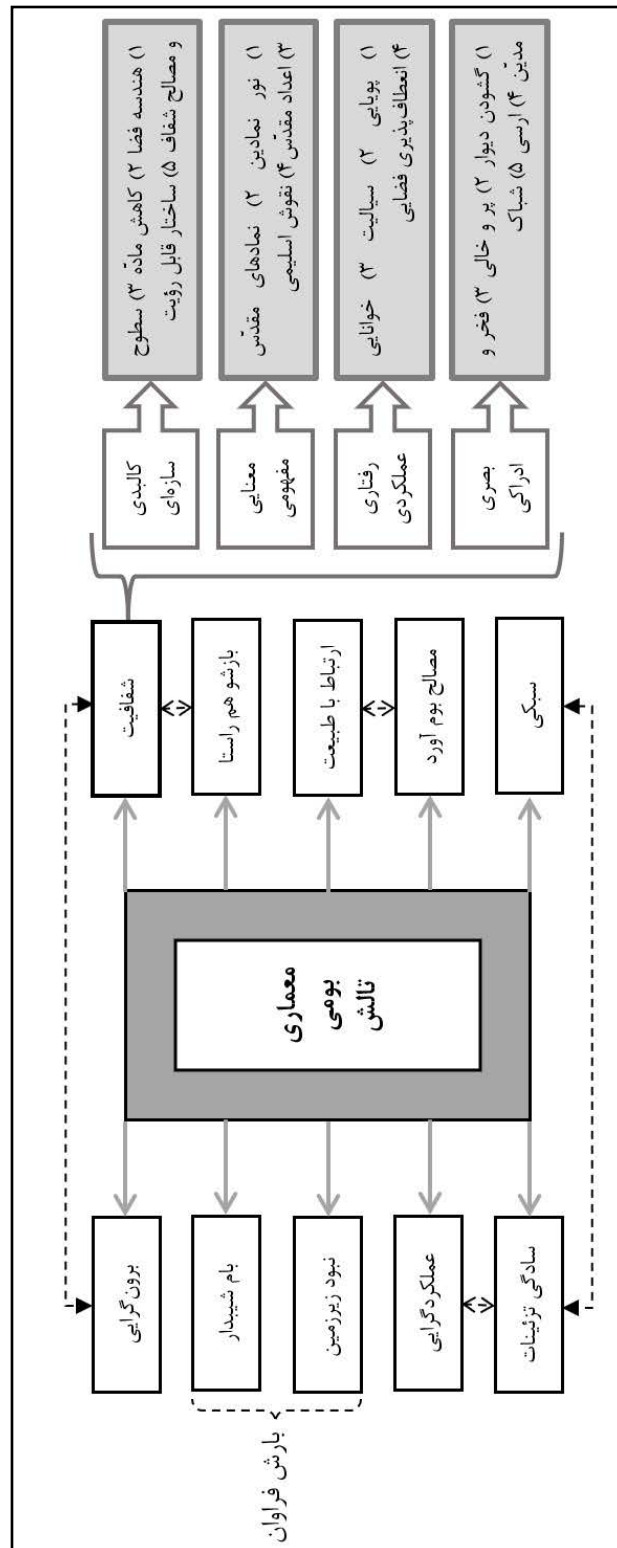 معماری
بومی
تالش
شفافیت
بازشو هم راستا
ارتباط با طبیعت
مصالح بوم آورد
سبکی
برون‌گرایی
بام شیبدار
نبود زیرزمین
عملکردگرایی
سادگی تزئینات
بارش فراوان
کالبدی
سازه‌ای
۱) هندسه فضا ۲) کاهش مادّه ۳) سطوح
و مصالح شفاف ۵) ساختار قابل رؤیت
معنایی
مفهومی
۱) نور نمادین ۲) نمادهای مقدّس
۳) اعداد مقدّس ۴) نقوش اسلیمی
رفتاری
عملکردی
۱) پویایی ۲) سیالیت ۳) خوانایی
۴) انعطاف‌پذیری فضایی
بصری
ادراکی
۱) گشودن دیوار ۲) پر و خالی ۳) فخر و
مدیّن ۴) ارسی ۵) شباک